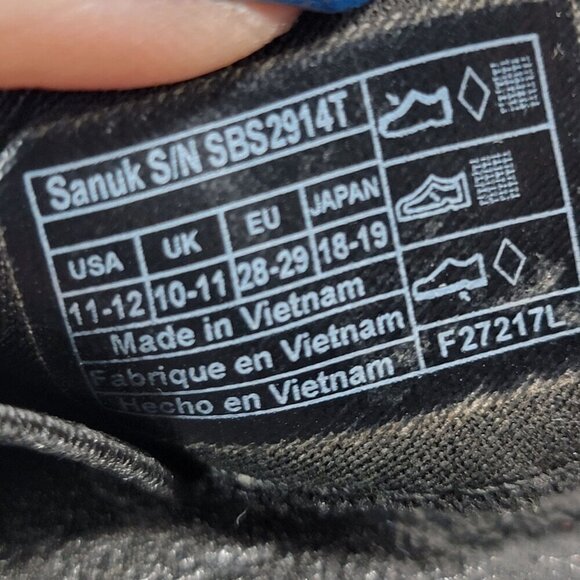 Sanuk S/N SBS2914T
USA UK EU JAPAN
11-12 10-11 28-29 18-19
Made in Vietnam
Fabrique en Vietnam
Hecho en Vietnam
F27217L